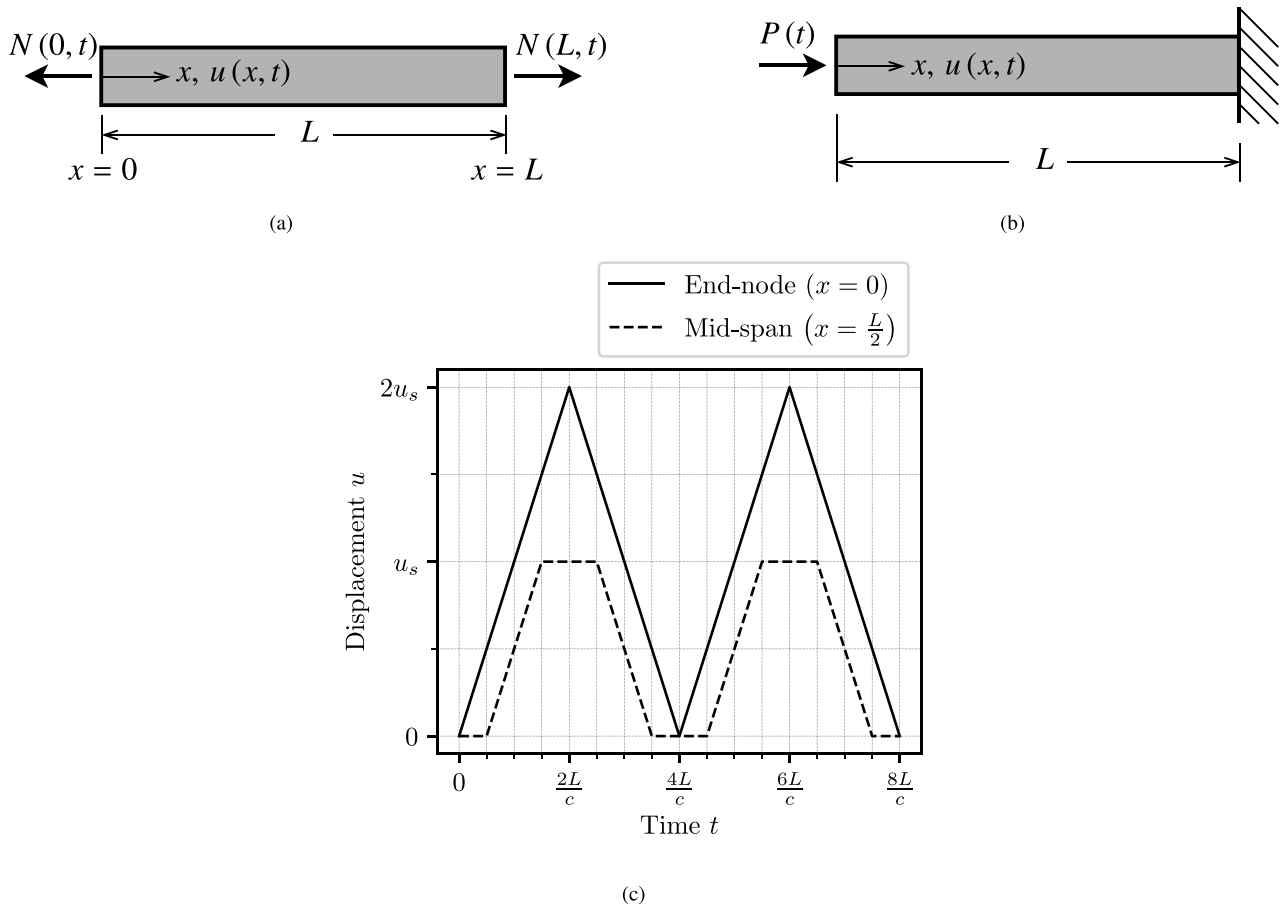 N (0, t)
x, u (x, t)
N (L, t)
L
x = 0
x = L
(a)
P (t)
x, u (x, t)
L
(b)
End-node (x = 0)
Mid-span (x = L/2)
Displacement u
2u_s
u_s
0
0
2L/c
4L/c
6L/c
8L/c
Time t
(c)